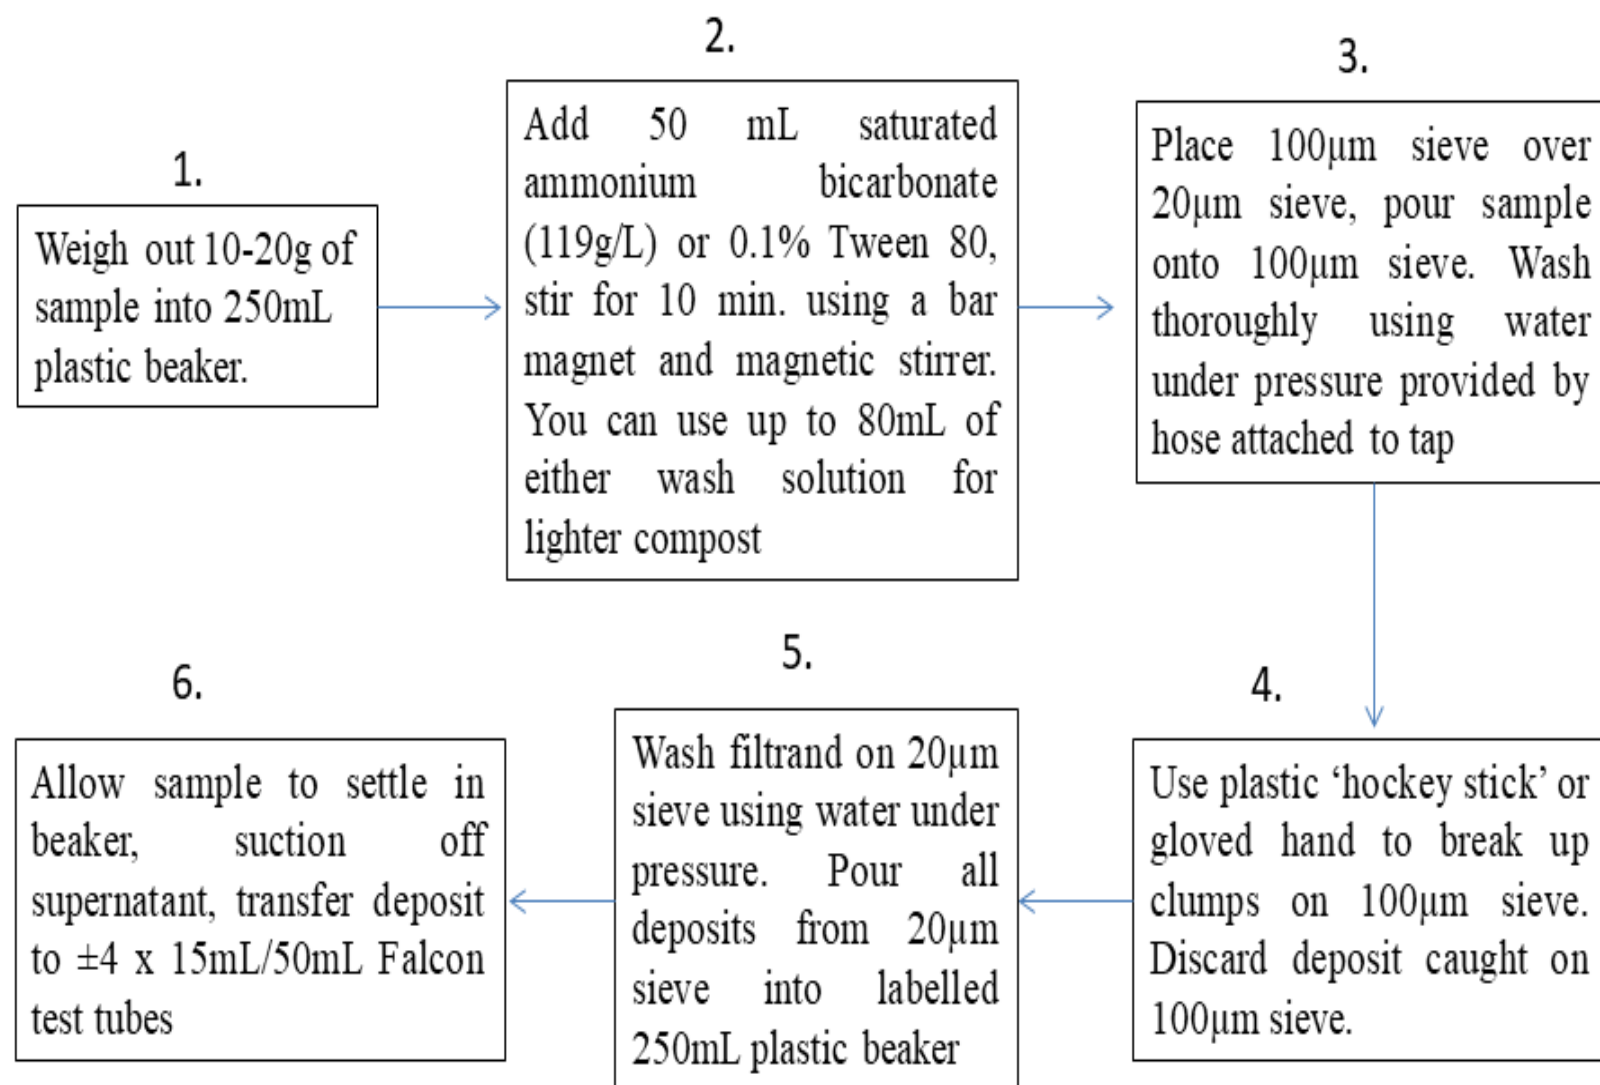 1.
Weigh out 10-20g of
sample into 250mL
plastic beaker.
2.
Add 50 mL saturated
ammonium bicarbonate
(119g/L) or 0.1% Tween 80,
stir for 10 min. using a bar
magnet and magnetic stirrer.
You can use up to 80mL of
either wash solution for
lighter compost
3.
Place 100µm sieve over
20µm sieve, pour sample
onto 100µm sieve. Wash
thoroughly using water
under pressure provided by
hose attached to tap
4.
Use plastic ‘hockey stick’ or
gloved hand to break up
clumps on 100µm sieve.
Discard deposit caught on
100µm sieve.
5.
Wash filtrand on 20µm
sieve using water under
pressure. Pour all
deposits from 20µm
sieve into labelled
250mL plastic beaker
6.
Allow sample to settle in
beaker, suction off
supernatant, transfer deposit
to ±4 x 15mL/50mL Falcon
test tubes